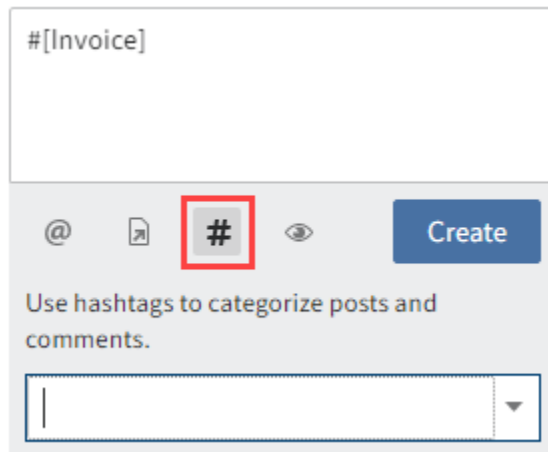 #[Invoice]
@ # Create
Use hashtags to categorize posts and
comments.